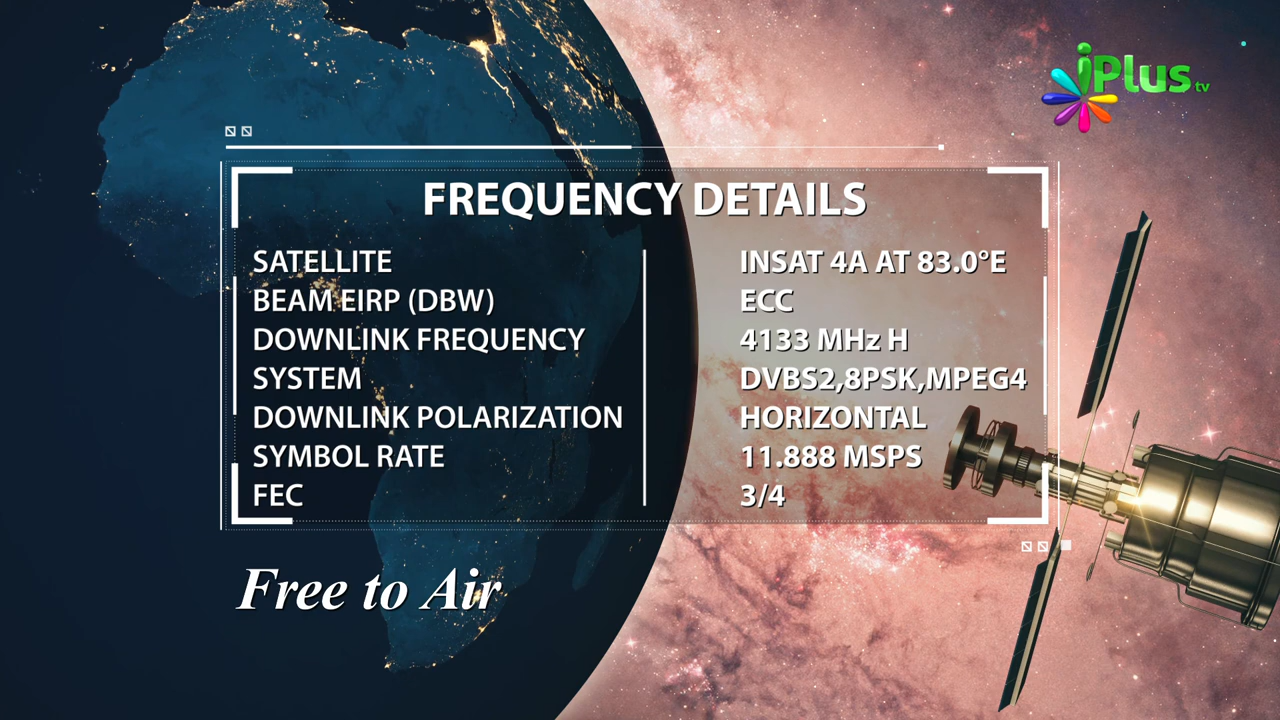 iPlus tv
FREQUENCY DETAILS
SATELLITE INSAT 4A AT 83.0°E
BEAM EIRP (DBW) ECC
DOWNLINK FREQUENCY 4133 MHz H
SYSTEM DVBS2,8PSK,MPEG4
DOWNLINK POLARIZATION HORIZONTAL
SYMBOL RATE 11.888 MSPS
FEC 3/4
Free to Air